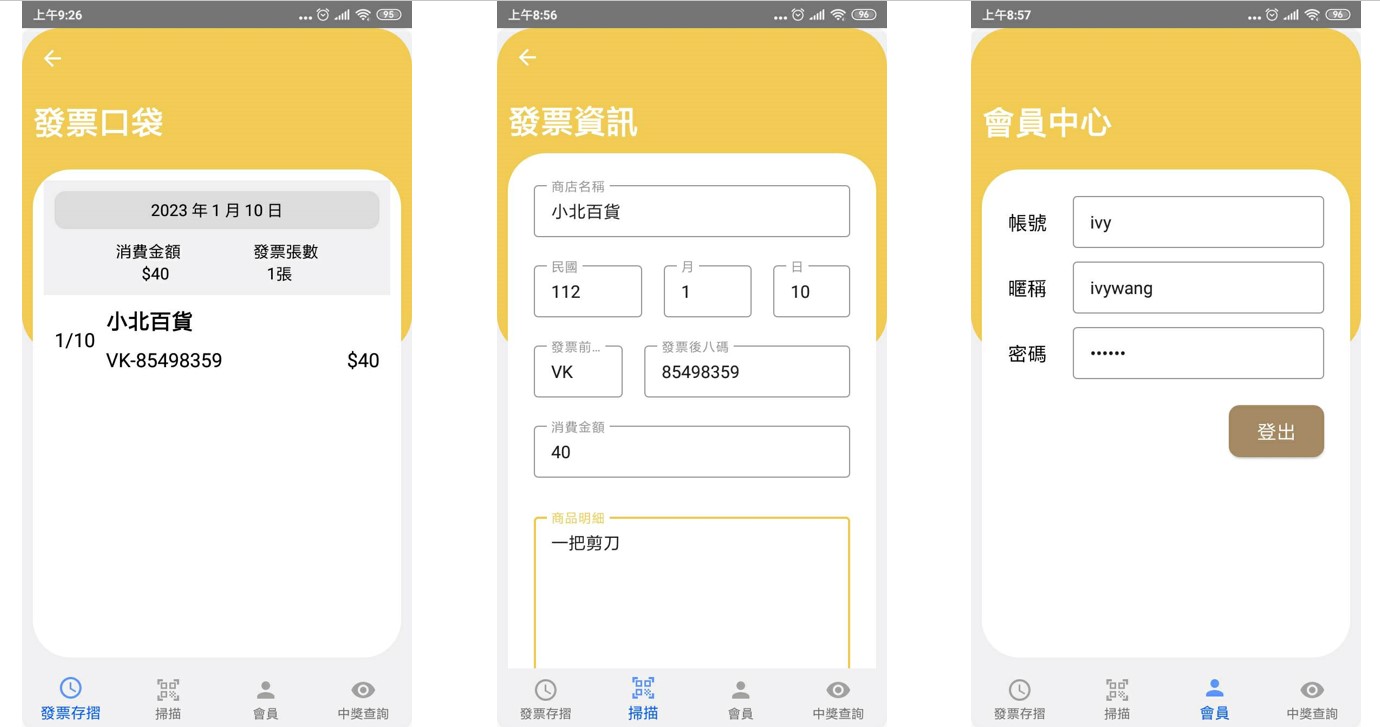 上午9:26
95
發票口袋
2023 年 1 月 10 日
消費金額 發票張數
$40 1張
小北百貨
1/10
VK-85498359 $40
發票存摺 掃描 會員 中獎查詢
上午8:56
96
發票資訊
商店名稱
小北百貨
民國 月 日
112 1 10
發票前... 發票後八碼
VK 85498359
消費金額
40
商品明細
一把剪刀
發票存摺 掃描 會員 中獎查詢
上午8:57
96
會員中心
帳號 ivy
暱稱 ivywang
密碼 ••••••
登出
發票存摺 掃描 會員 中獎查詢